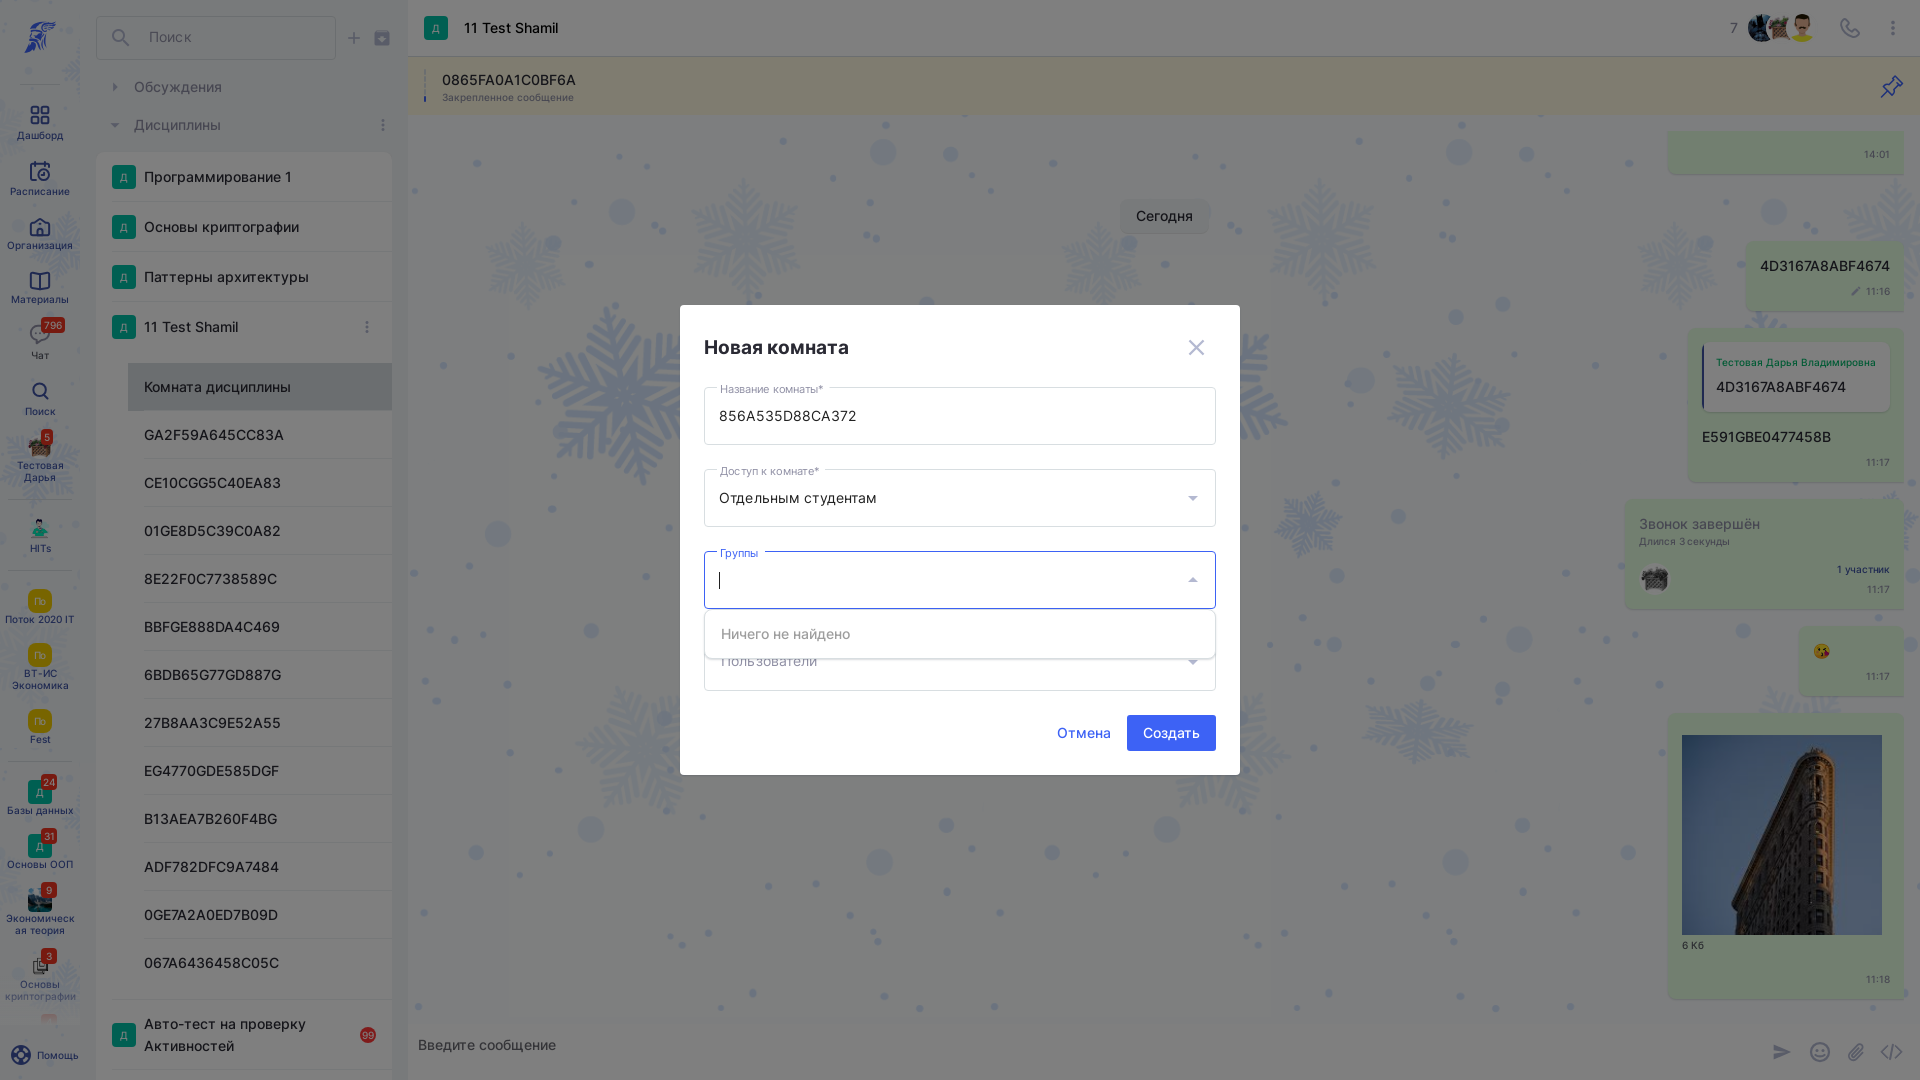 Дашборд
Расписание
Организация
Материалы
796
Чат
Поиск
5
Тестовая
Дарья
HITs
По
Поток 2020 IT
По
ВТ-ИС
Экономика
По
Fest
24
Д
Базы данных
31
Д
Основы ООП
9
Экономическ
ая теория
3
Основы
криптографии
Помощь
Поиск
Обсуждения
Дисциплины
Д
Программирование 1
Д
Основы криптографии
Д
Паттерны архитектуры
Д
11 Test Shamil
Комната дисциплины
GA2F59A645CC83A
CE10CGG5C40EA83
01GE8D5C39C0A82
8E22F0C7738589C
BBFGE888DA4C469
6BDB65G77GD887G
27B8AA3C9E52A55
EG4770GDE585DGF
B13AEA7B260F4BG
ADF782DFC9A7484
0GE7A2A0ED7B09D
067A6436458C05C
Д
Авто-тест на проверку
Активностей
99
Д
11 Test Shamil
7
0865FA0A1C0BF6A
Закрепленное сообщение
14:01
Сегодня
4D3167A8ABF4674
11:16
Тестовая Дарья Владимировна
4D3167A8ABF4674
E591GBE0477458B
11:17
Звонок завершён
Длился 3 секунды
1 участник
11:17
11:17
6 Кб
11:18
Введите сообщение
Новая комната
Название комнаты*
856A535D88CA372
Доступ к комнате*
Отдельным студентам
Группы
Ничего не найдено
Пользователи
Отмена
Создать